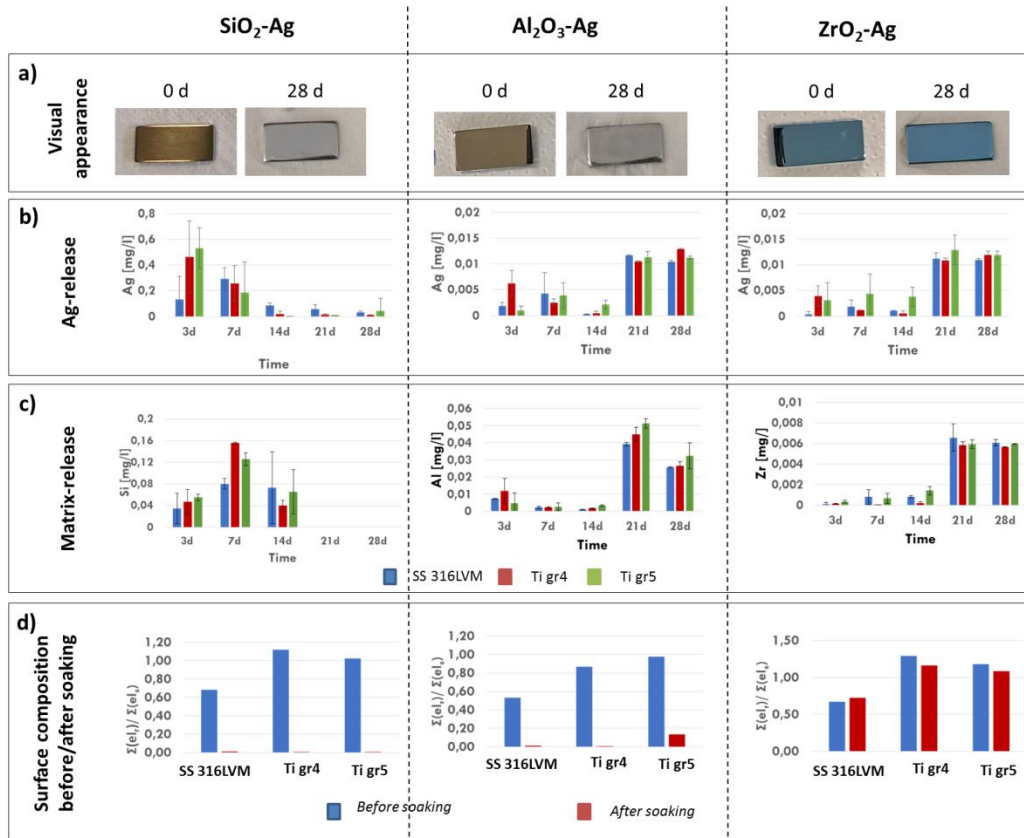 SiO₂-Ag
Al₂O₃-Ag
ZrO₂-Ag
a)
Visual
appearance
0 d
28 d
0 d
28 d
0 d
28 d
b)
Ag-release
Ag [mg/l]
0,8
0,6
0,4
0,2
0
3d
7d
14d
21d
28d
Time
Ag [mg/l]
0,02
0,015
0,01
0,005
0
3d
7d
14d
21d
28d
Time
Ag [mg/l]
0,02
0,015
0,01
0,005
0
3d
7d
14d
21d
28d
Time
c)
Matrix-release
Si [mg/l]
0,2
0,16
0,12
0,08
0,04
0
3d
7d
14d
21d
28d
Time
Al [mg/l]
0,06
0,05
0,04
0,03
0,02
0,01
0
3d
7d
14d
21d
28d
Time
Zr [mg/]
0,01
0,008
0,006
0,004
0,002
0
3d
7d
14d
21d
28d
Time
SS 316LVM
Ti gr4
Ti gr5
d)
Surface composition
before/after soaking
1,20
1,00
0,80
0,60
0,40
0,20
0,00
SS 316LVM
Ti gr4
Ti gr5
1,20
1,00
0,80
0,60
0,40
0,20
0,00
SS 316LVM
Ti gr4
Ti gr5
1,50
1,00
0,50
0,00
SS 316LVM
Ti gr4
Ti gr5
Before soaking
After soaking